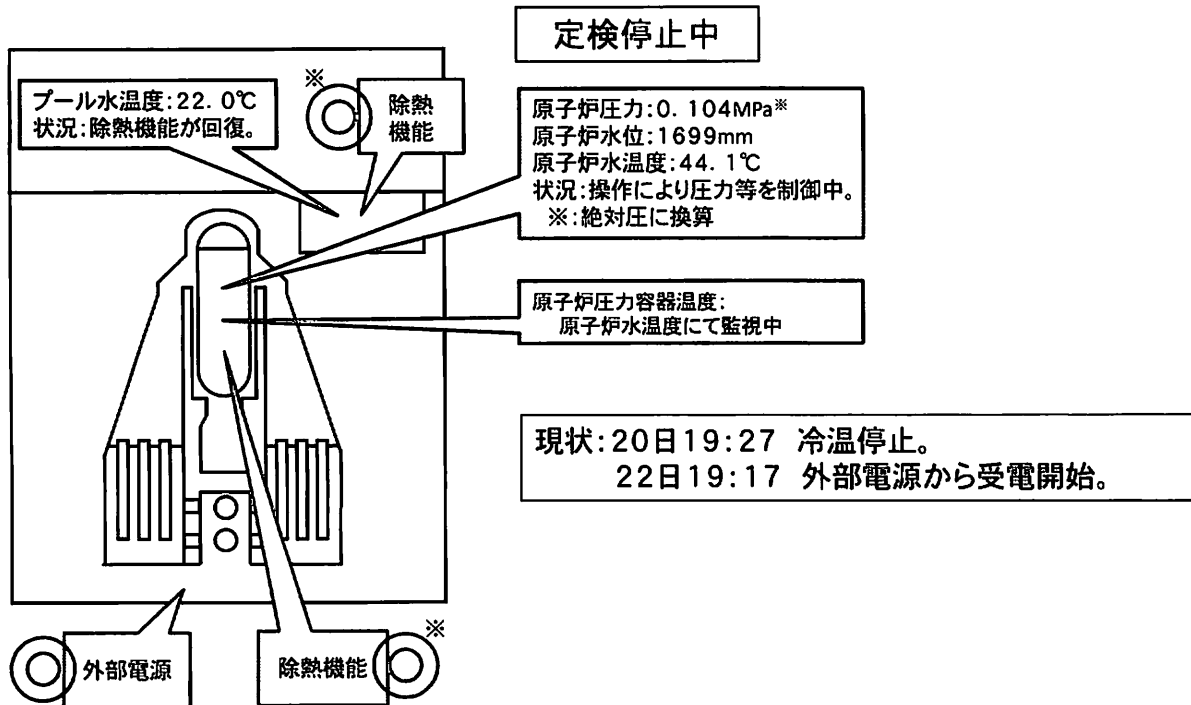 定検停止中
プール水温度:22. 0℃
状況:除熱機能が回復。
※
除熱
機能
原子炉圧力:0. 104MPa※
原子炉水位:1699mm
原子炉水温度:44. 1℃
状況:操作により圧力等を制御中。
※:絶対圧に換算
原子炉圧力容器温度:
原子炉水温度にて監視中
現状:20日19:27 冷温停止。
22日19:17 外部電源から受電開始。
外部電源
除熱機能
※